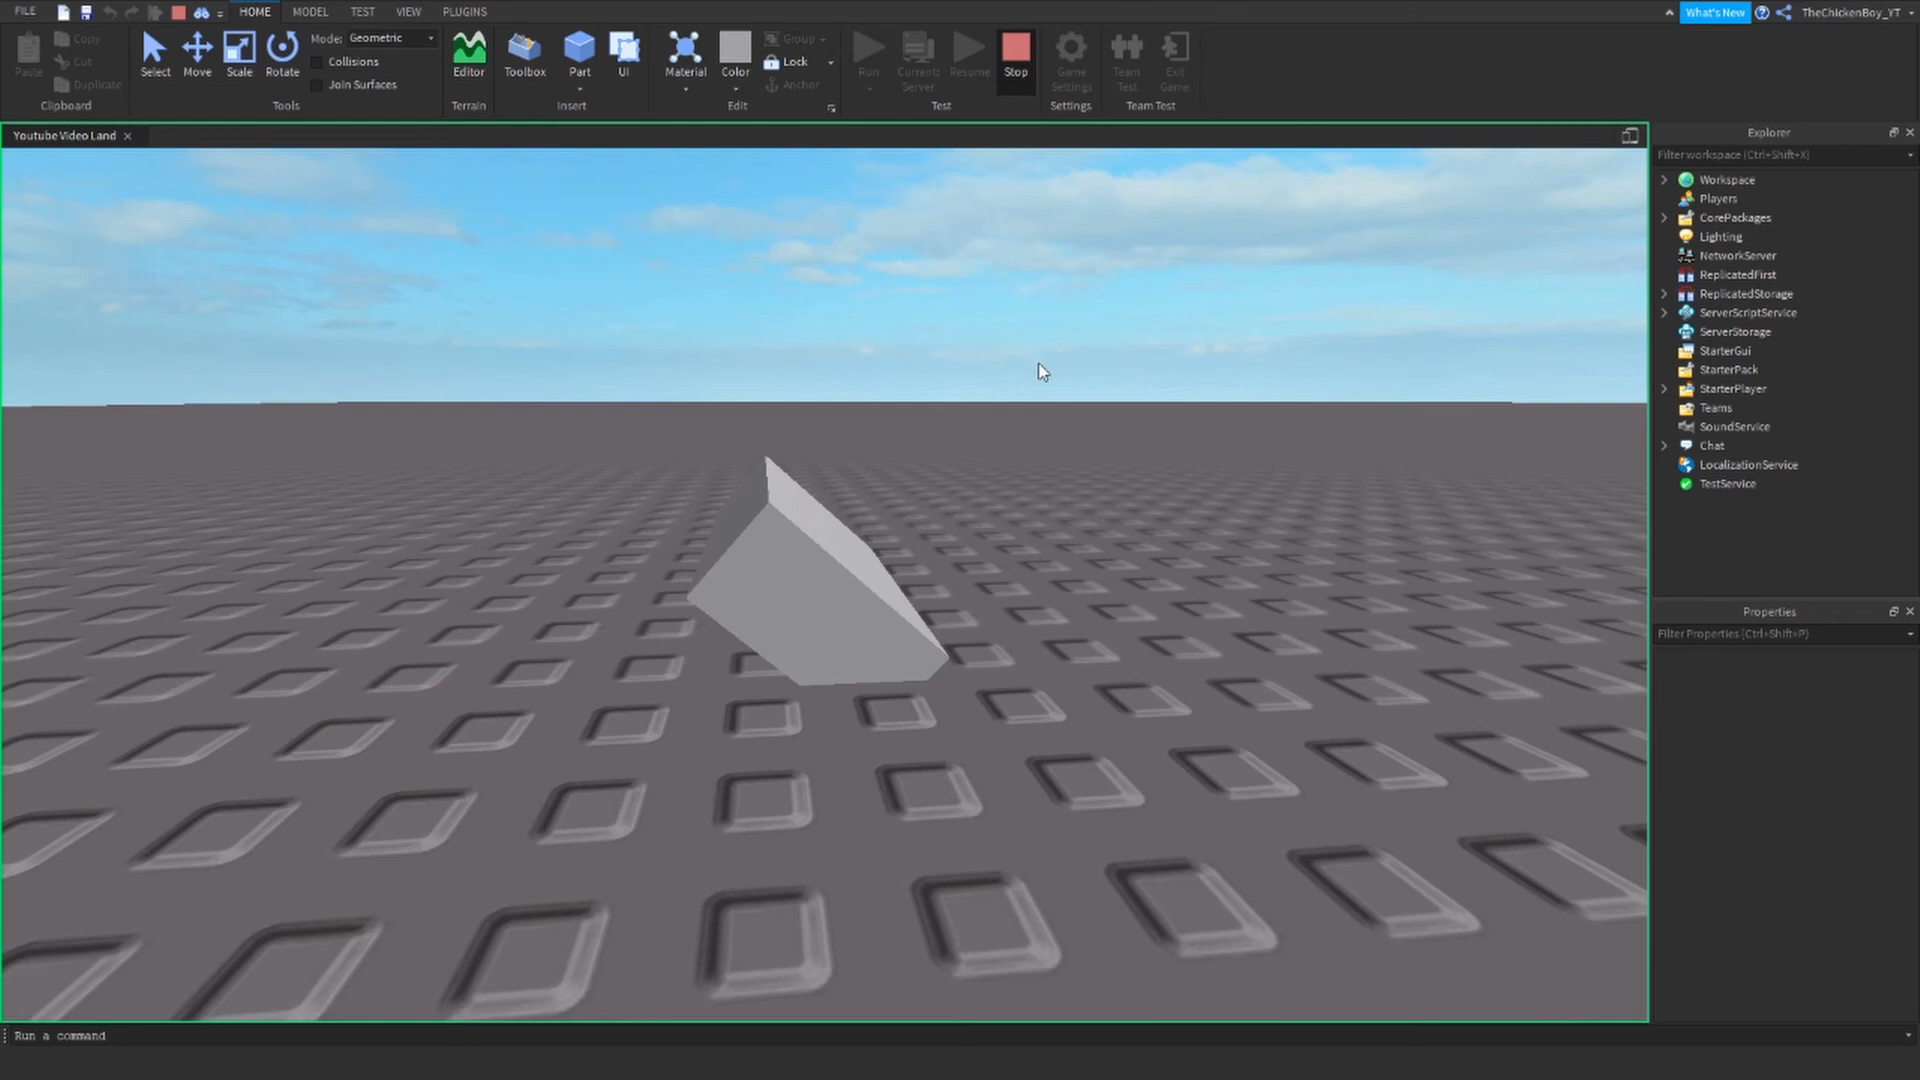 FILE HOME MODEL TEST VIEW PLUGINS What's New TheChickenBoy_YT
Paste
Copy
Cut
Duplicate
Clipboard
Select Move Scale Rotate
Mode: Geometric
Collisions
Join Surfaces
Tools
Editor
Terrain
Toolbox Part UI
Insert
Material Color
Group
Lock
Anchor
Edit
Run Current: Server Resume Stop
Test
Game Settings
Settings
Team Test Exit Game
Team Test
Youtube Video Land
Explorer
Filter workspace (Ctrl+Shift+X)
Workspace
Players
CorePackages
Lighting
NetworkServer
ReplicatedFirst
ReplicatedStorage
ServerScriptService
ServerStorage
StarterGui
StarterPack
StarterPlayer
Teams
SoundService
Chat
LocalizationService
TestService
Properties
Filter Properties (Ctrl+Shift+P)
Run a command